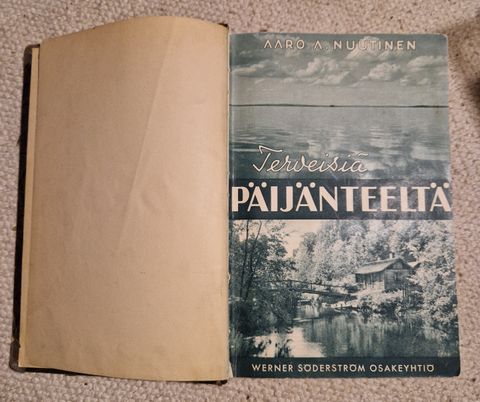 AARO A. NUUTINEN
Terveisiä
PÄIJÄNTEELTÄ
WERNER SÖDERSTRÖM OSAKEYHTIÖ